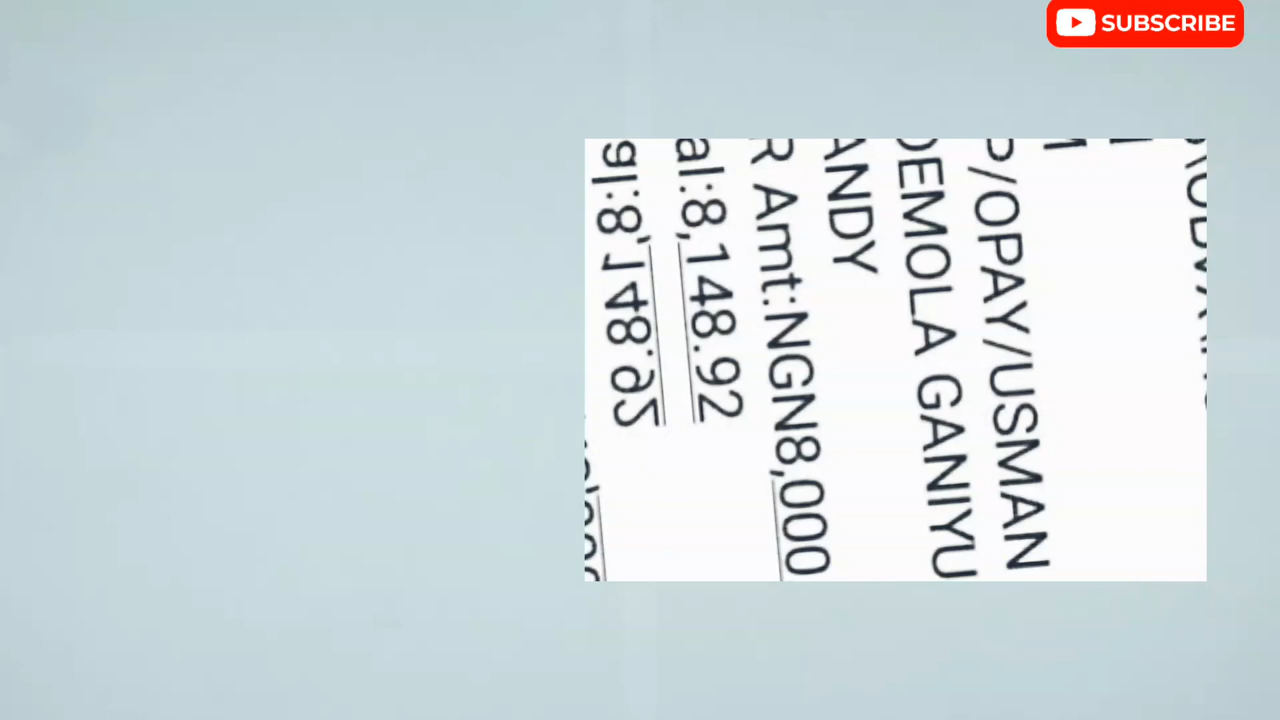 SUBSCRIBE
P/OPAY/USMAN
DEMOLA GANIYU
ANDY
R Amt:NGN8,000
al:8,148.92